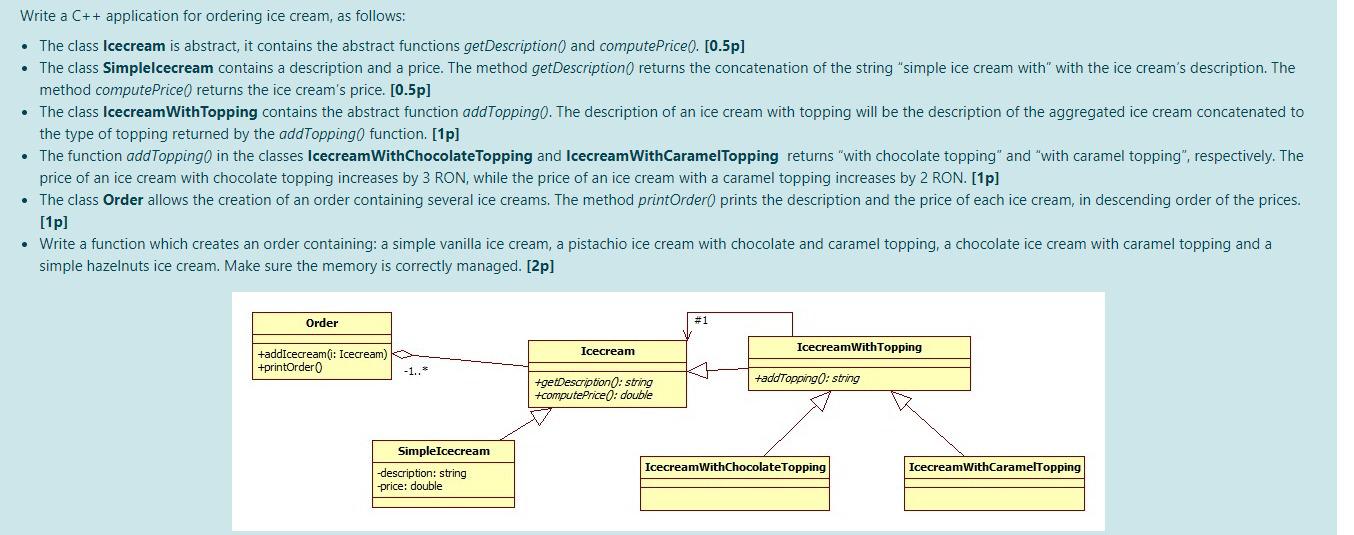 Write a C++ application for ordering ice cream, as follows:
• The class Icecream is abstract, it contains the abstract functions getDescription() and computePrice(). [0.5p]
• The class SimpleIcecream contains a description and a price. The method getDescription() returns the concatenation of the string "simple ice cream with" with the ice cream's description. The
method computePrice() returns the ice cream's price. [0.5p]
• The class IcecreamWithTopping contains the abstract function addTopping(). The description of an ice cream with topping will be the description of the aggregated ice cream concatenated to
the type of topping returned by the addTopping() function. [1p]
• The function addTopping() in the classes IcecreamWithChocolateTopping and IcecreamWithCaramelTopping returns "with chocolate topping" and "with caramel topping", respectively. The
price of an ice cream with chocolate topping increases by 3 RON, while the price of an ice cream with a caramel topping increases by 2 RON. [1p]
• The class Order allows the creation of an order containing several ice creams. The method printOrder() prints the description and the price of each ice cream, in descending order of the prices.
[1p]
• Write a function which creates an order containing: a simple vanilla ice cream, a pistachio ice cream with chocolate and caramel topping, a chocolate ice cream with caramel topping and a
simple hazelnuts ice cream. Make sure the memory is correctly managed. [2p]
Order
+addIcecream(i: Icecream)
+printOrder()
-1..*
Icecream
+getDescription(): string
+computePrice(): double
#1
IcecreamWithTopping
+addTopping(): string
SimpleIcecream
-description: string
-price: double
IcecreamWithChocolateTopping
IcecreamWithCaramelTopping